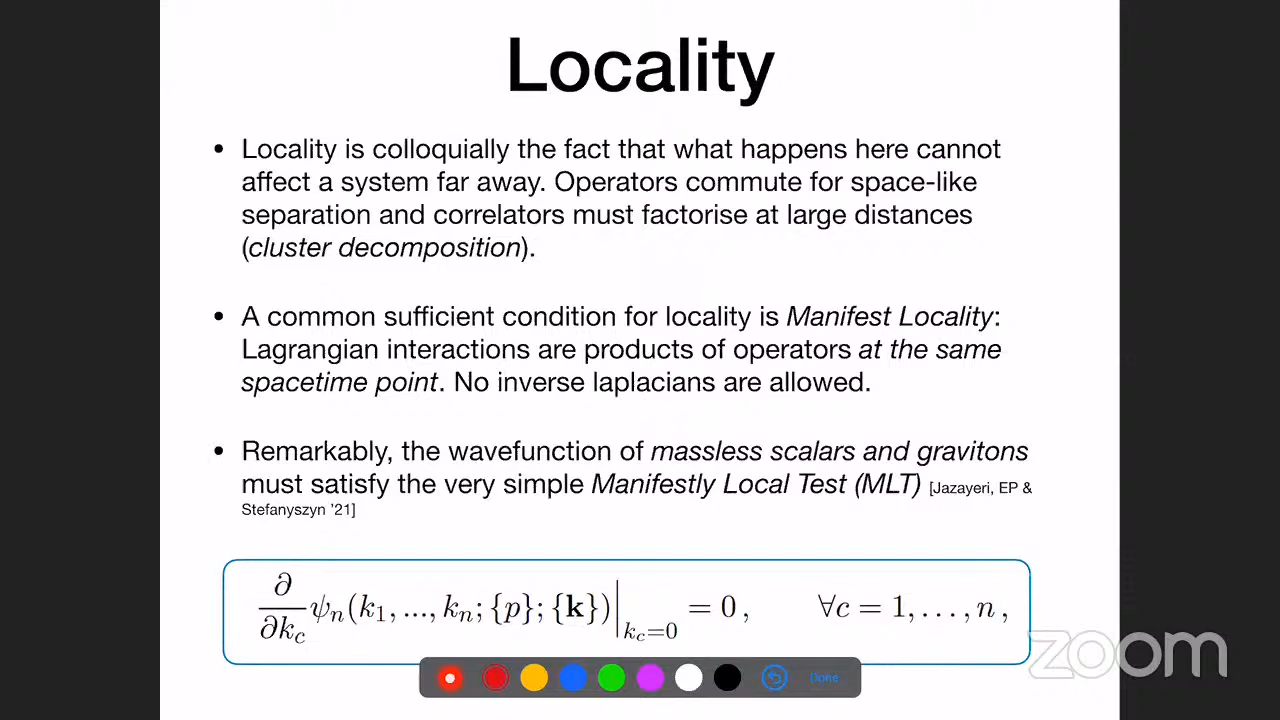 Locality
• Locality is colloquially the fact that what happens here cannot
affect a system far away. Operators commute for space-like
separation and correlators must factorise at large distances
(cluster decomposition).
• A common sufficient condition for locality is Manifest Locality:
Lagrangian interactions are products of operators at the same
spacetime point. No inverse laplacians are allowed.
• Remarkably, the wavefunction of massless scalars and gravitons
must satisfy the very simple Manifestly Local Test (MLT) [Jazayeri, EP &
Stefanyszyn '21]
∂/∂k_c ψ_n(k_1, ..., k_n; {p}; {𝐤})|_{k_c=0} = 0 , ∀c = 1, . . . , n ,
zoom
Done